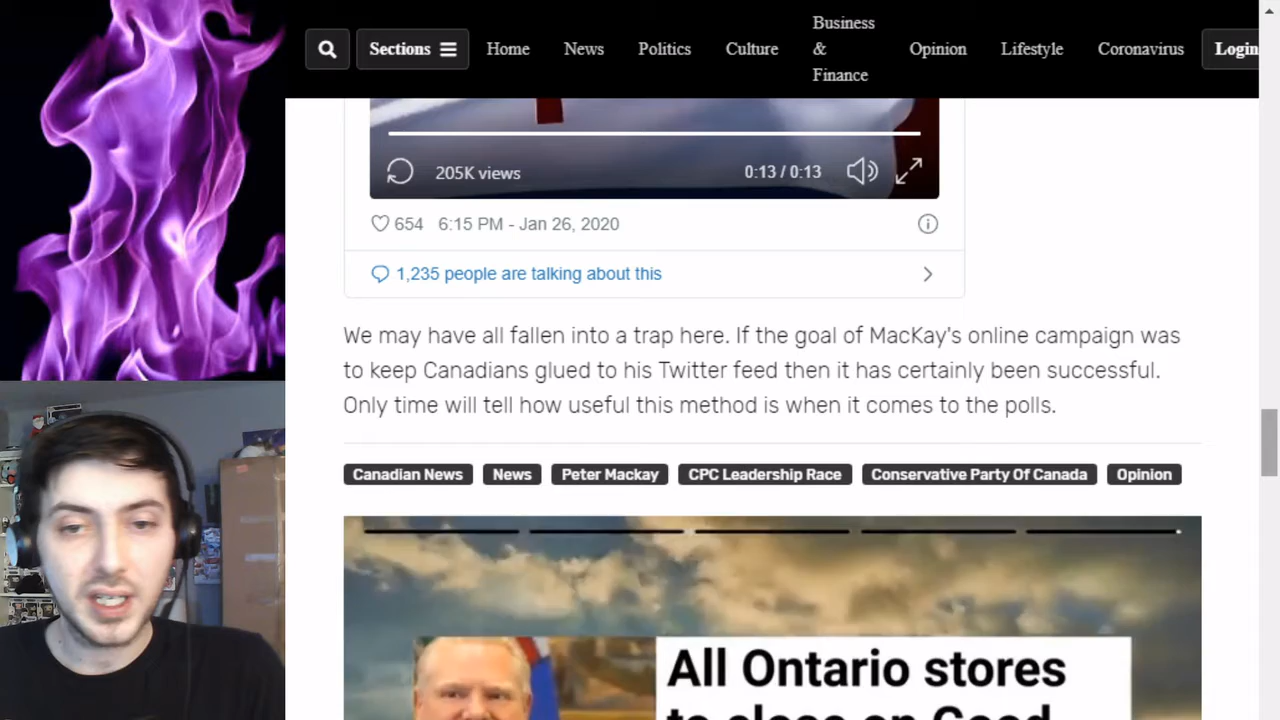 Sections
Home
News
Politics
Culture
Business
&
Finance
Opinion
Lifestyle
Coronavirus
Login
205K views
0:13 / 0:13
654 6:15 PM - Jan 26, 2020
1,235 people are talking about this
We may have all fallen into a trap here. If the goal of MacKay's online campaign was
to keep Canadians glued to his Twitter feed then it has certainly been successful.
Only time will tell how useful this method is when it comes to the polls.
Canadian News
News
Peter Mackay
CPC Leadership Race
Conservative Party Of Canada
Opinion
All Ontario stores
to close on Good